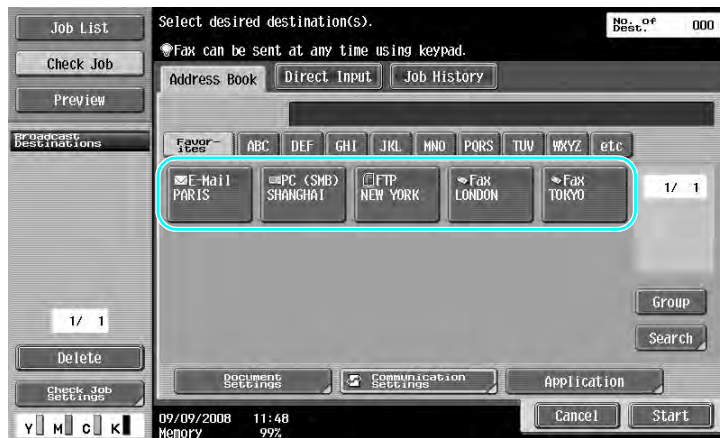 Job List
Check Job
Preview
Broadcast
Destinations
1/ 1
Delete
Check Job
Settings
Y M C K
Select desired destination(s).
No. of
Dest.
000
Fax can be sent at any time using keypad.
Address Book
Direct Input
Job History
Favor-
ites
ABC
DEF
GHI
JKL
MNO
PQRS
TUV
WXYZ
etc
E-Mail
PARIS
PC (SMB)
SHANGHAI
FTP
NEW YORK
Fax
LONDON
Fax
TOKYO
1/ 1
Group
Search
Document
Settings
Communication
Settings
Application
09/09/2008 11:48
Memory 99%
Cancel
Start